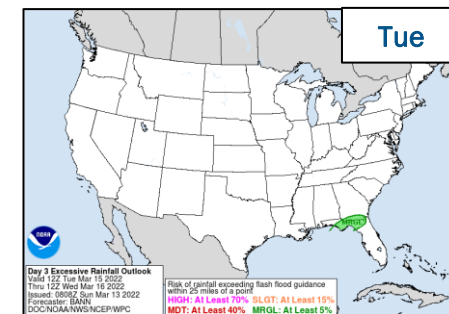 Tue
MRGL
NOAA
Day 3 Excessive Rainfall Outlook
Valid 12Z Tue Mar 15 2022
Thru 12Z Wed Mar 16 2022
Issued: 0808Z Sun Mar 13 2022
Forecaster: BANN
DOC/NOAA/NWS/NCEP/WPC
Risk of rainfall exceeding flash flood guidance
within 25 miles of a point
HIGH: At Least 70% SLGT: At Least 15%
MDT: At Least 40% MRGL: At Least 5%